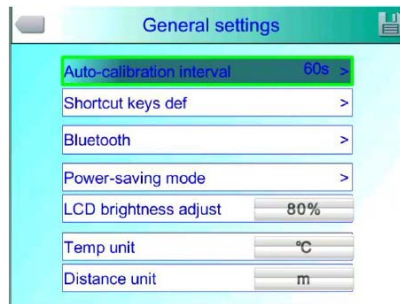 General settings
Auto-calibration interval 60s >
Shortcut keys def >
Bluetooth >
Power-saving mode >
LCD brightness adjust 80%
Temp unit °C
Distance unit m